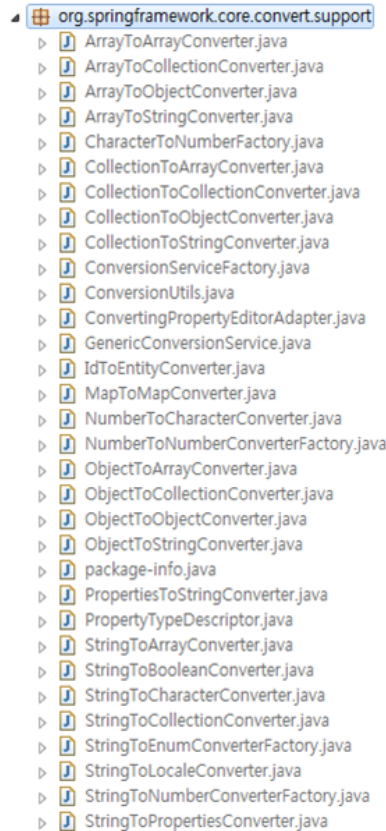 org.springframework.core.convert.support
ArrayToArrayConverter.java
ArrayToCollectionConverter.java
ArrayToObjectConverter.java
ArrayToStringConverter.java
CharacterToNumberFactory.java
CollectionToArrayConverter.java
CollectionToCollectionConverter.java
CollectionToObjectConverter.java
CollectionToStringConverter.java
ConversionServiceFactory.java
ConversionUtils.java
ConvertingPropertyEditorAdapter.java
GenericConversionService.java
IdToEntityConverter.java
MapToMapConverter.java
NumberToCharacterConverter.java
NumberToNumberConverterFactory.java
ObjectToArrayConverter.java
ObjectToCollectionConverter.java
ObjectToObjectConverter.java
ObjectToStringConverter.java
package-info.java
PropertiesToStringConverter.java
PropertyTypeDescriptor.java
StringToArrayConverter.java
StringToBooleanConverter.java
StringToCharacterConverter.java
StringToCollectionConverter.java
StringToEnumConverterFactory.java
StringToLocaleConverter.java
StringToNumberConverterFactory.java
StringToPropertiesConverter.java